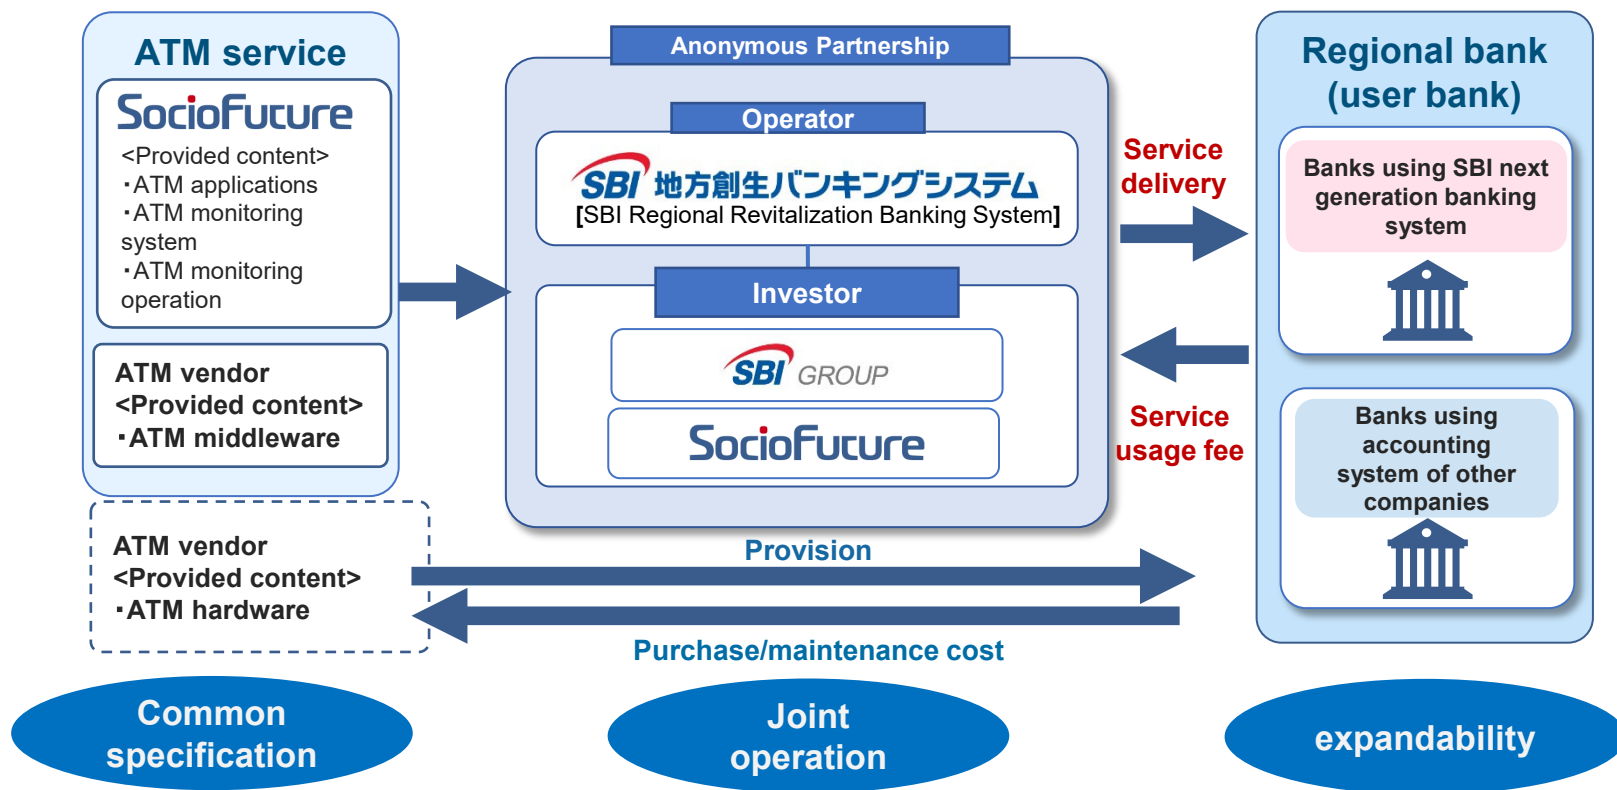 ATM service
SocioFuture
<Provided content>
・ATM applications
・ATM monitoring
system
・ATM monitoring
operation
ATM vendor
<Provided content>
・ATM middleware
ATM vendor
<Provided content>
・ATM hardware
Anonymous Partnership
Operator
SBI 地方創生バンキングシステム
[SBI Regional Revitalization Banking System]
Investor
SBI GROUP
SocioFuture
Service
delivery
Service
usage fee
Provision
Purchase/maintenance cost
Regional bank
(user bank)
Banks using SBI next
generation banking
system
Banks using
accounting
system of other
companies
Common
specification
Joint
operation
expandability